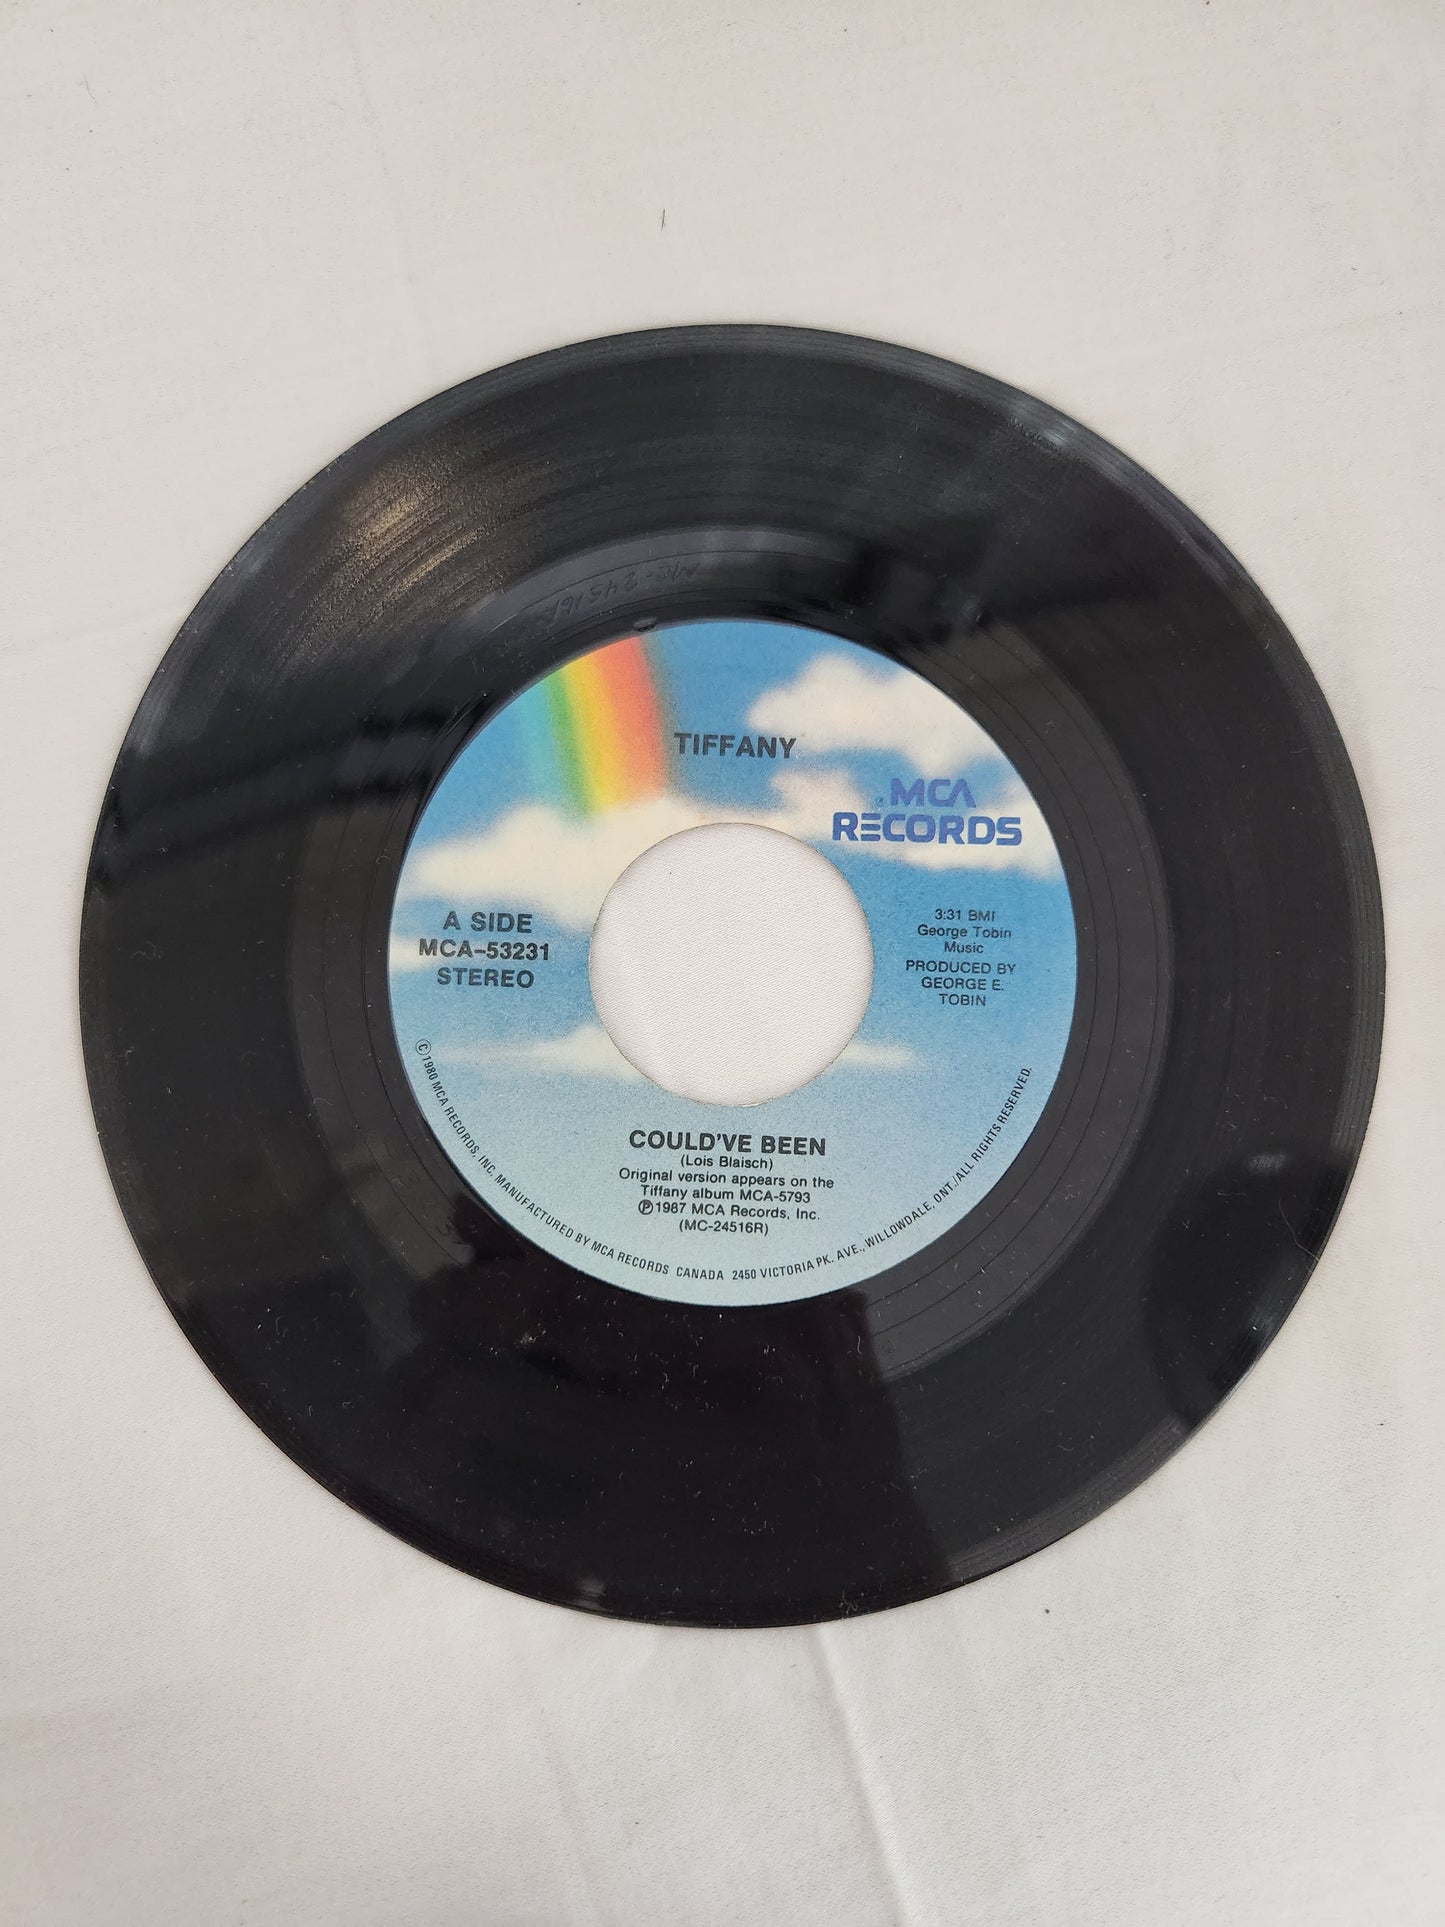 MC-24516R
TIFFANY
MCA
RECORDS
A SIDE
MCA-53231
STEREO
3:31 BMI
George Tobin
Music
PRODUCED BY
GEORGE E.
TOBIN
COULD'VE BEEN
(Lois Blaisch)
Original version appears on the
Tiffany album MCA-5793
℗1987 MCA Records, Inc.
(MC-24516R)
©1980 MCA RECORDS, INC. MANUFACTURED BY MCA RECORDS CANADA 2450 VICTORIA PK. AVE., WILLOWDALE, ONT./ALL RIGHTS RESERVED.